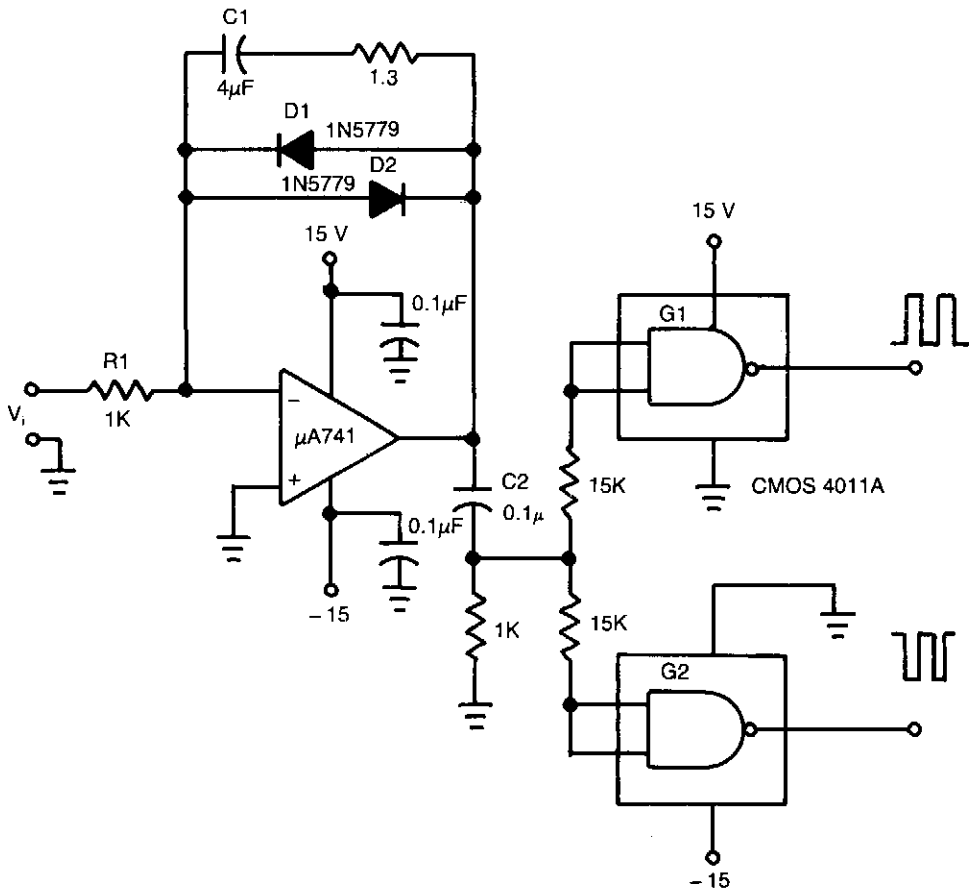 C1
4µF
1.3
D1
1N5779
D2
1N5779
15 V
0.1µF
R1
1K
Vi
−
µA741
+
0.1µF
−15
C2
0.1µ
1K
15K
15K
15 V
G1
CMOS 4011A
G2
−15